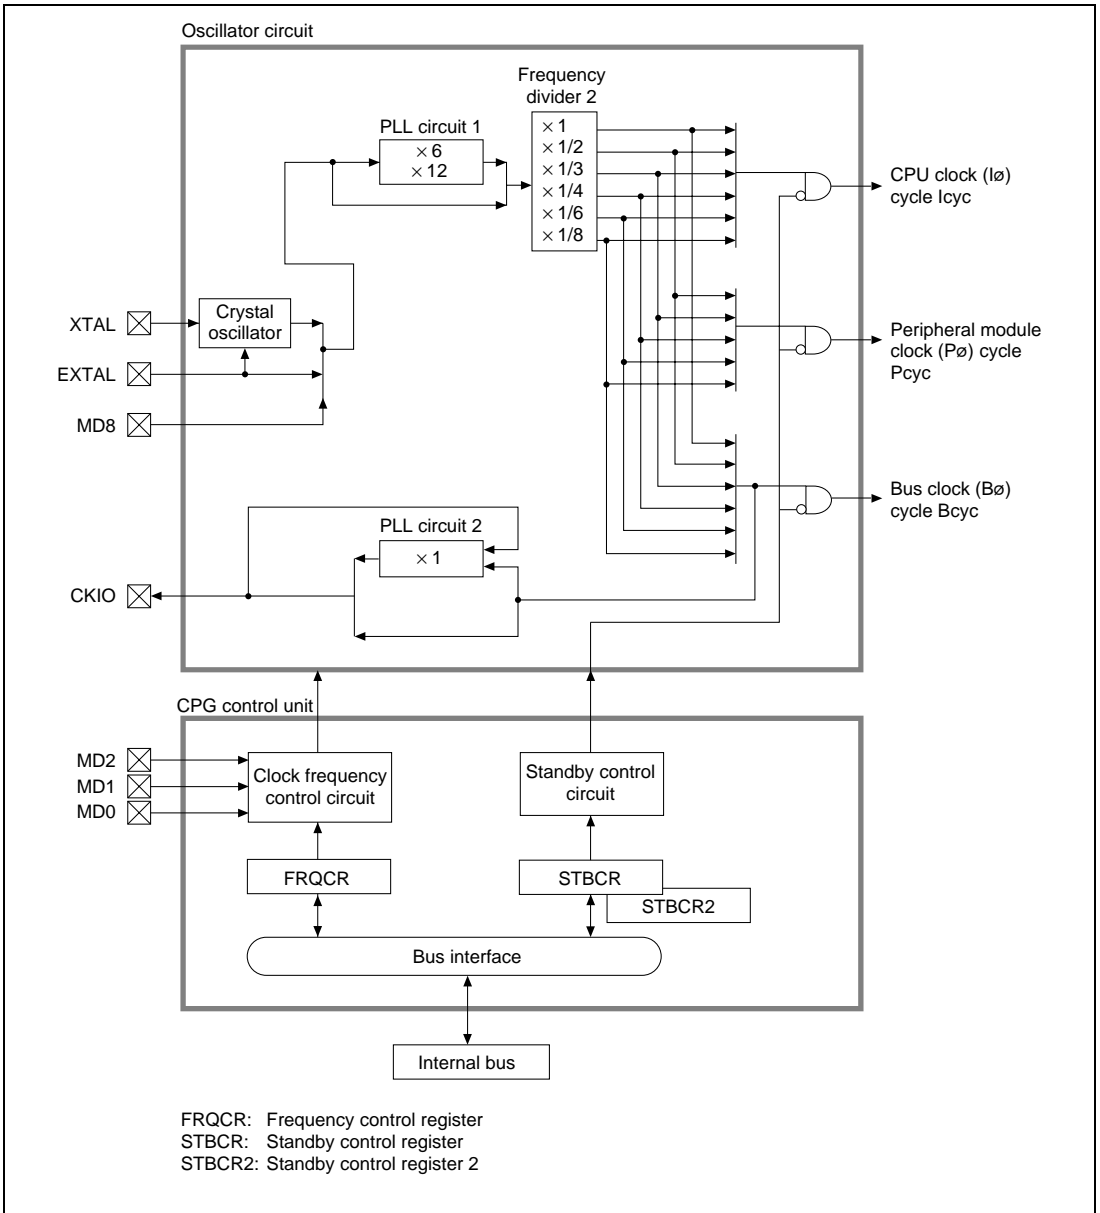 Oscillator circuit
Frequency
divider 2
PLL circuit 1
× 6
× 12
× 1
× 1/2
× 1/3
× 1/4
× 1/6
× 1/8
CPU clock (Iø)
cycle Icyc
XTAL
Crystal
oscillator
EXTAL
MD8
Peripheral module
clock (Pø) cycle
Pcyc
Bus clock (Bø)
cycle Bcyc
PLL circuit 2
× 1
CKIO
CPG control unit
MD2
MD1
MD0
Clock frequency
control circuit
Standby control
circuit
FRQCR
STBCR
STBCR2
Bus interface
Internal bus
FRQCR: Frequency control register
STBCR: Standby control register
STBCR2: Standby control register 2